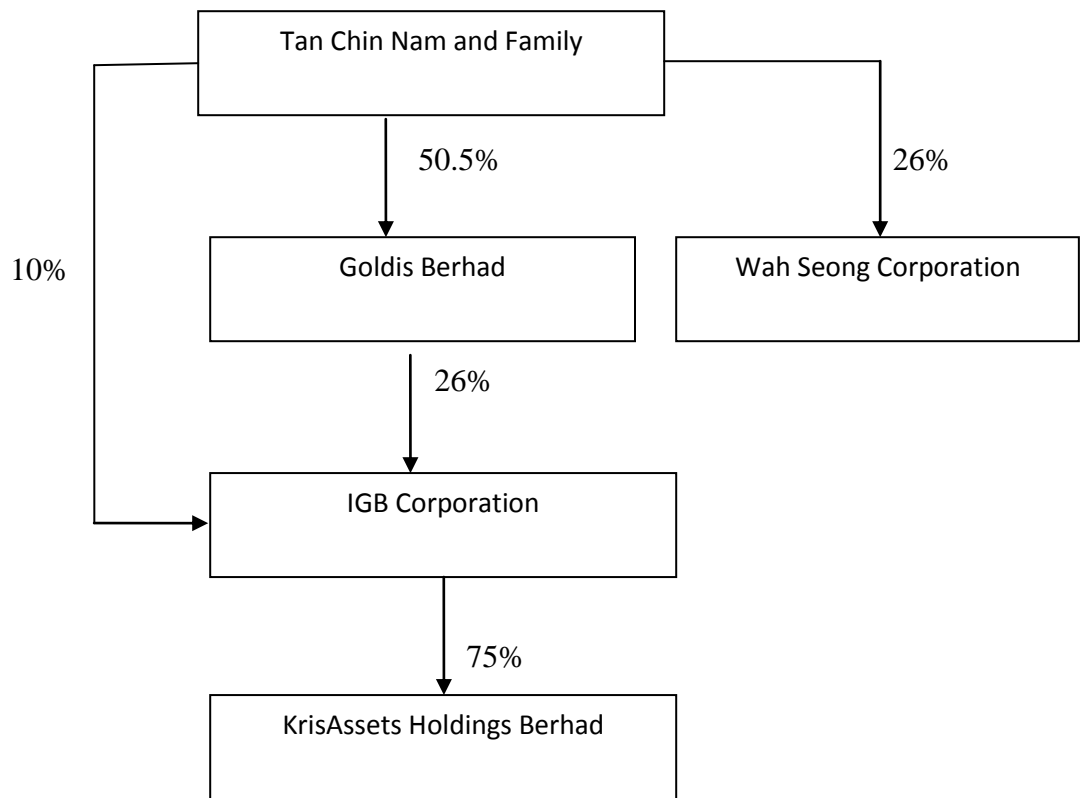 Tan Chin Nam and Family
50.5%
26%
10%
Goldis Berhad
Wah Seong Corporation
26%
IGB Corporation
75%
KrisAssets Holdings Berhad